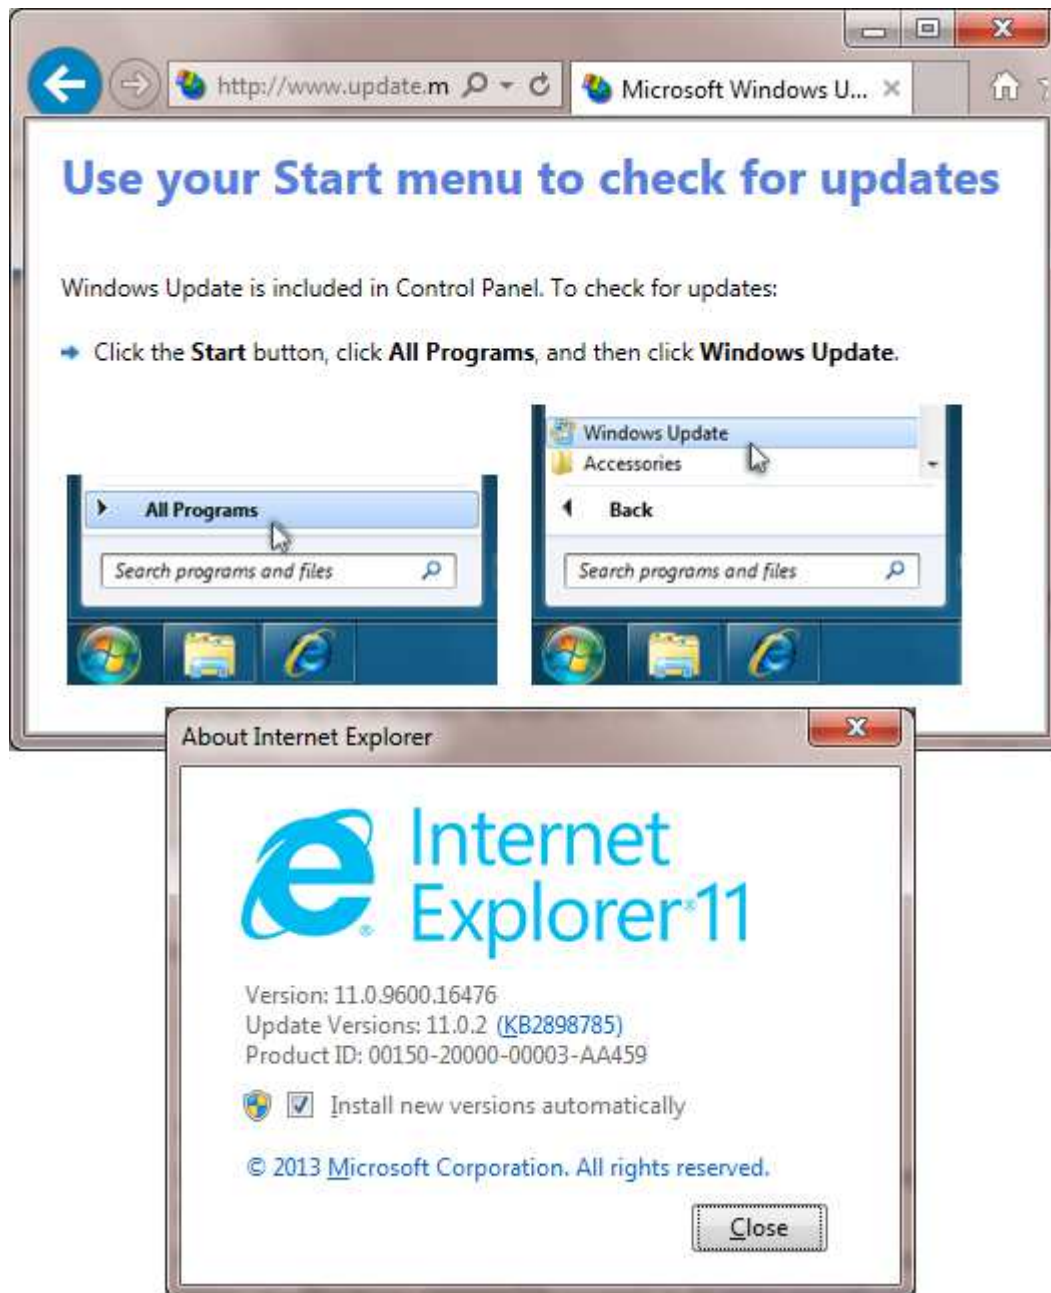 http://www.update.m
Microsoft Windows U...
Use your Start menu to check for updates
Windows Update is included in Control Panel. To check for updates:
Click the Start button, click All Programs, and then click Windows Update.
All Programs
Search programs and files
Windows Update
Accessories
Back
Search programs and files
About Internet Explorer
Internet
Explorer®11
Version: 11.0.9600.16476
Update Versions: 11.0.2 (KB2898785)
Product ID: 00150-20000-00003-AA459
Install new versions automatically
© 2013 Microsoft Corporation. All rights reserved.
Close